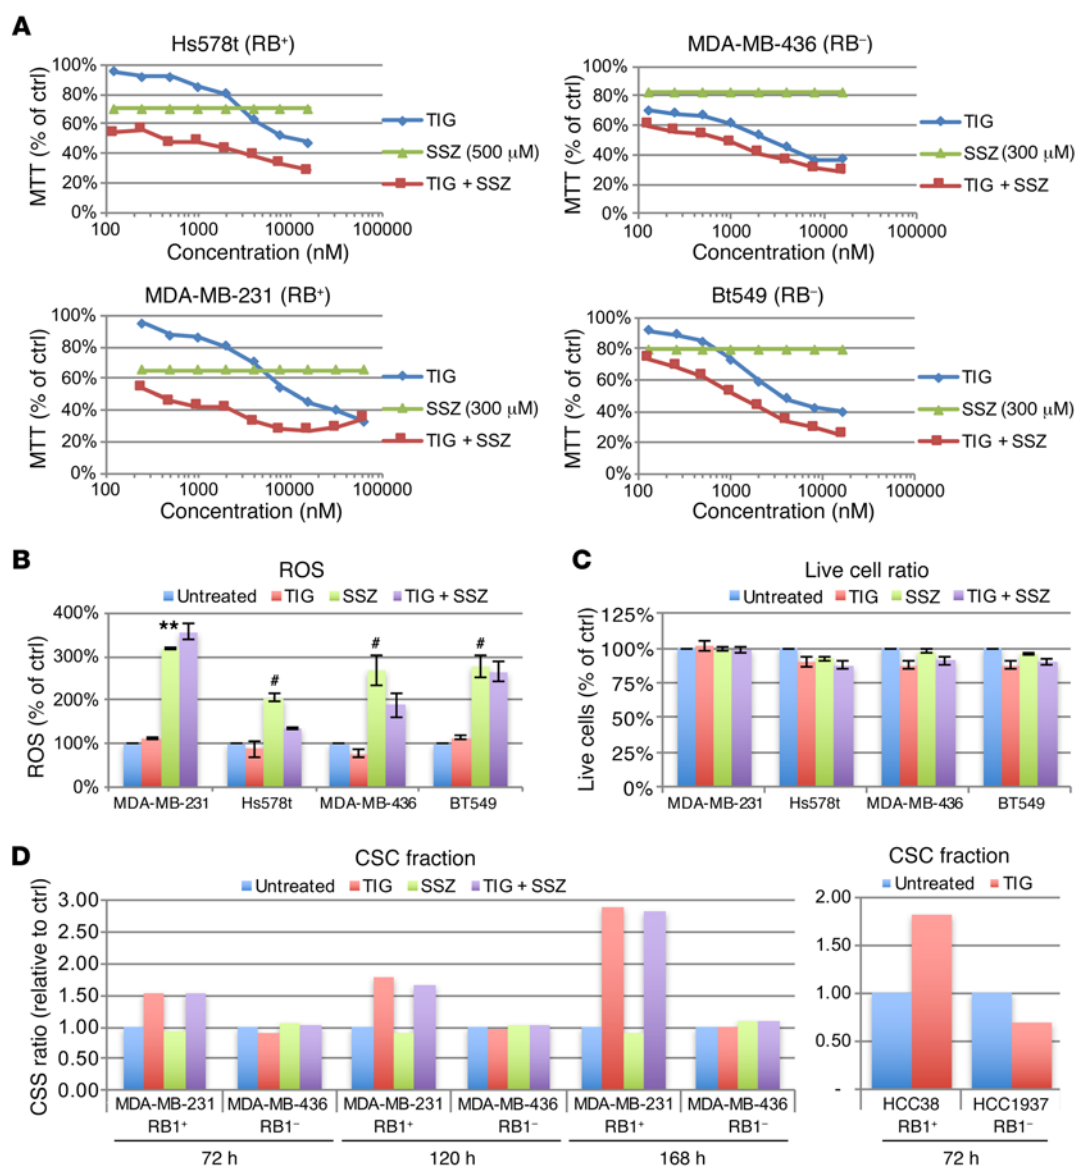 A
Hs578t (RB⁺)
MTT (% of ctrl)
100%
80%
60%
40%
20%
0%
100 1000 10000 100000
Concentration (nM)
TIG
SSZ (500 µM)
TIG + SSZ
MDA-MB-436 (RB⁻)
MTT (% of ctrl)
100%
80%
60%
40%
20%
0%
100 1000 10000 100000
Concentration (nM)
TIG
SSZ (300 µM)
TIG + SSZ
MDA-MB-231 (RB⁺)
MTT (% of ctrl)
100%
80%
60%
40%
20%
0%
100 1000 10000 100000
Concentration (nM)
TIG
SSZ (300 µM)
TIG + SSZ
Bt549 (RB⁻)
MTT (% of ctrl)
100%
80%
60%
40%
20%
0%
100 1000 10000 100000
Concentration (nM)
TIG
SSZ (300 µM)
TIG + SSZ
B
ROS
Untreated TIG SSZ TIG + SSZ
ROS (% of ctrl)
400%
300%
200%
100%
0%
** # # #
MDA-MB-231 Hs578t MDA-MB-436 BT549
C
Live cell ratio
Untreated TIG SSZ TIG + SSZ
Live cells (% of ctrl)
125%
100%
75%
50%
25%
0%
MDA-MB-231 Hs578t MDA-MB-436 BT549
D
CSC fraction
Untreated TIG SSZ TIG + SSZ
CSS ratio (relative to ctrl)
3.00
2.50
2.00
1.50
1.00
0.50
0.00
MDA-MB-231 MDA-MB-436 MDA-MB-231 MDA-MB-436 MDA-MB-231 MDA-MB-436
RB1⁺ RB1⁻ RB1⁺ RB1⁻ RB1⁺ RB1⁻
72 h 120 h 168 h
CSC fraction
Untreated TIG
2.00
1.50
1.00
0.50
-
HCC38 HCC1937
RB1⁺ RB1⁻
72 h